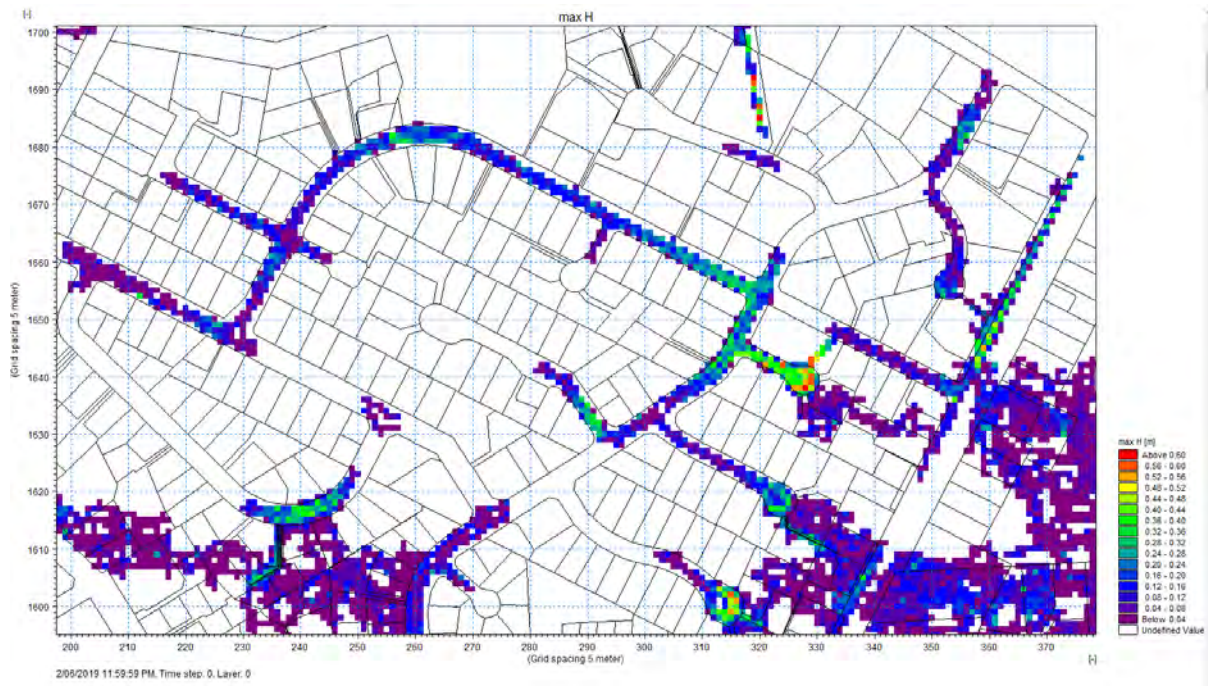 [-]
max H
1700
1690
1680
1670
1660
1650
1640
1630
1620
1610
1600
(Grid spacing 5 meter)
200 210 220 230 240 250 260 270 280 290 300 310 320 330 340 350 360 370
(Grid spacing 5 meter)
[-]
2/06/2019 11:59:59 PM, Time step: 0, Layer: 0
max H [m]
Above 0.60
0.56 - 0.60
0.52 - 0.56
0.48 - 0.52
0.44 - 0.48
0.40 - 0.44
0.36 - 0.40
0.32 - 0.36
0.28 - 0.32
0.24 - 0.28
0.20 - 0.24
0.16 - 0.20
0.12 - 0.16
0.08 - 0.12
0.04 - 0.08
Below 0.04
Undefined Value